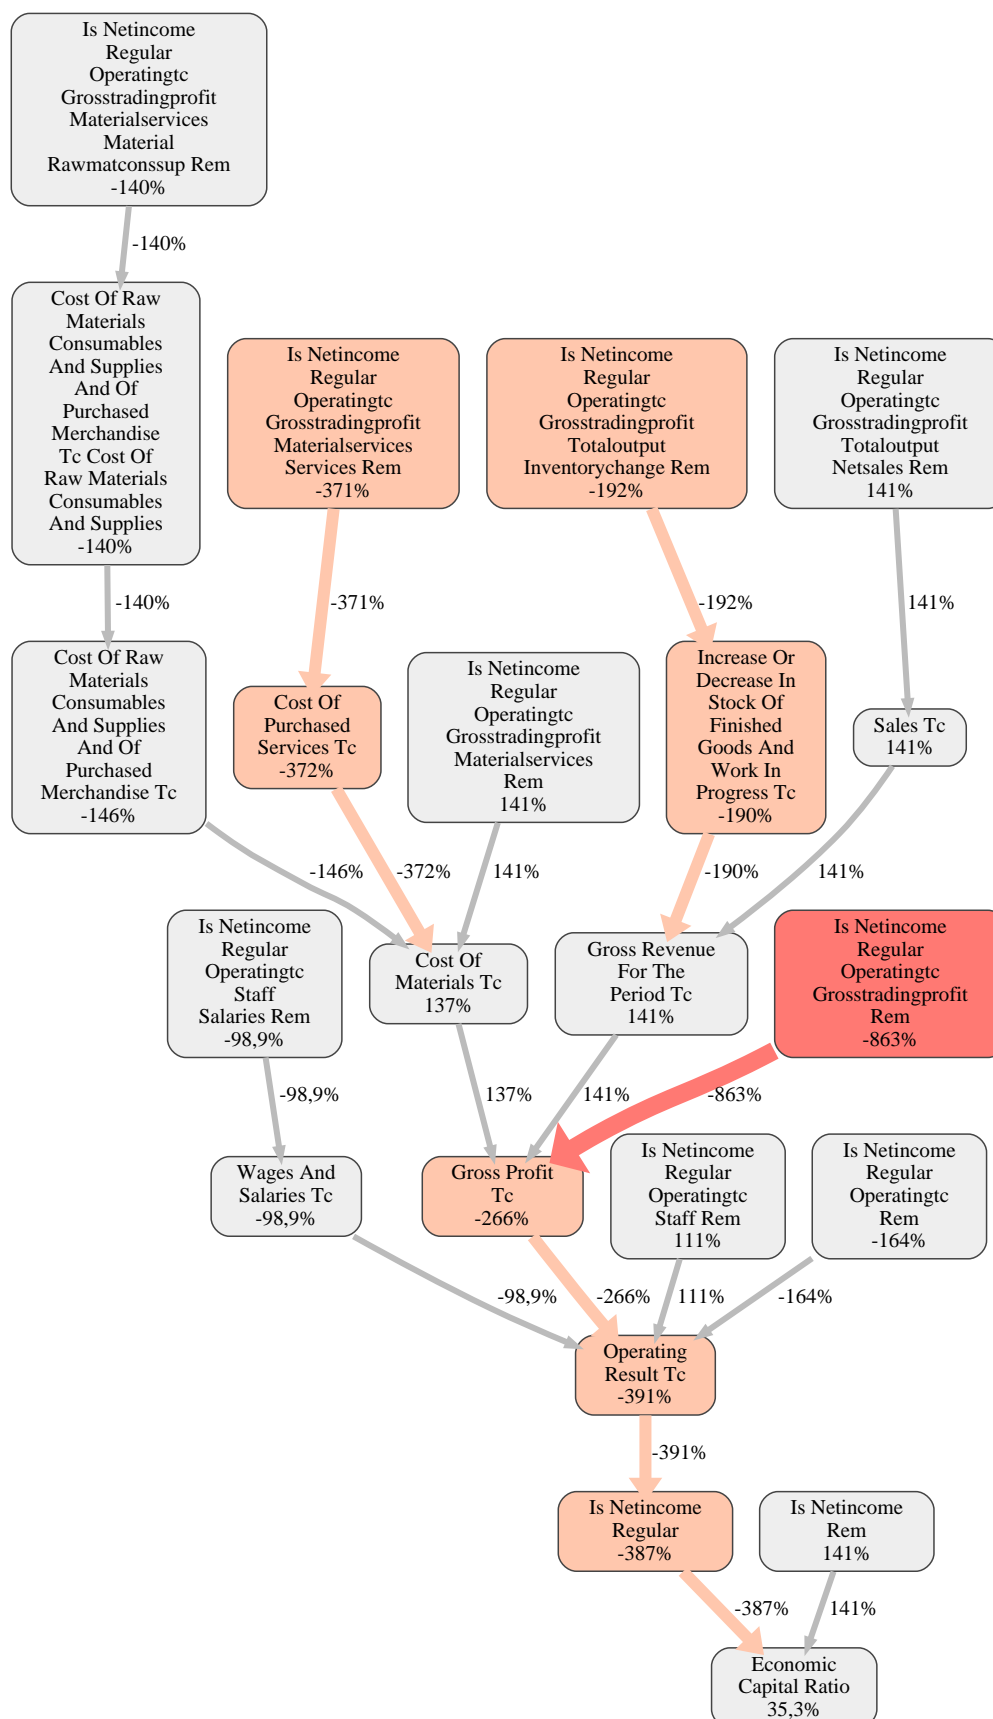 Is Netincome
Regular
Operatingtc
Grosstradingprofit
Materialservices
Material
Rawmatconssup Rem
-140%
-140%
Cost Of Raw
Materials
Consumables
And Supplies
And Of
Purchased
Merchandise
Tc Cost Of
Raw Materials
Consumables
And Supplies
-140%
Is Netincome
Regular
Operatingtc
Grosstradingprofit
Materialservices
Services Rem
-371%
Is Netincome
Regular
Operatingtc
Grosstradingprofit
Totaloutput
Inventorychange Rem
-192%
Is Netincome
Regular
Operatingtc
Grosstradingprofit
Totaloutput
Netsales Rem
141%
-140%
-371%
-192%
141%
Cost Of Raw
Materials
Consumables
And Supplies
And Of
Purchased
Merchandise Tc
-146%
Cost Of
Purchased
Services Tc
-372%
Is Netincome
Regular
Operatingtc
Grosstradingprofit
Materialservices
Rem
141%
Increase Or
Decrease In
Stock Of
Finished
Goods And
Work In
Progress Tc
-190%
Sales Tc
141%
-146%
-372%
141%
-190%
141%
Is Netincome
Regular
Operatingtc
Staff
Salaries Rem
-98,9%
Cost Of
Materials Tc
137%
Gross Revenue
For The
Period Tc
141%
Is Netincome
Regular
Operatingtc
Grosstradingprofit
Rem
-863%
-98,9%
137%
141%
-863%
Wages And
Salaries Tc
-98,9%
Gross Profit
Tc
-266%
Is Netincome
Regular
Operatingtc
Staff Rem
111%
Is Netincome
Regular
Operatingtc
Rem
-164%
-98,9%
-266%
111%
-164%
Operating
Result Tc
-391%
-391%
Is Netincome
Regular
-387%
Is Netincome
Rem
141%
-387%
141%
Economic
Capital Ratio
35,3%